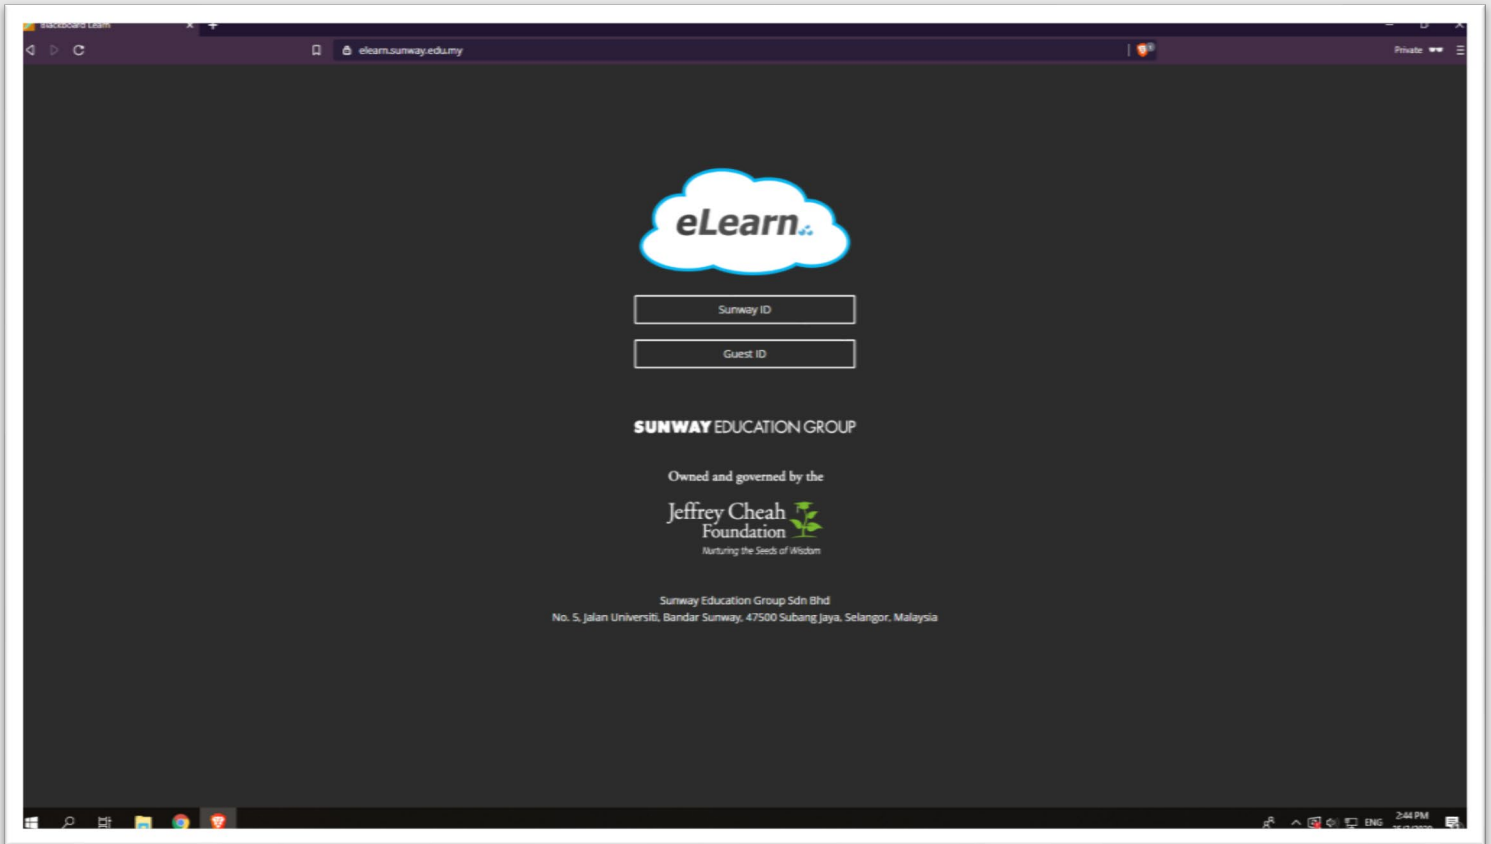 Blackboard Learn
elearn.sunway.edu.my
Private
eLearn
Sunway ID
Guest ID
SUNWAY EDUCATION GROUP
Owned and governed by the
Jeffrey Cheah
Foundation
Nurturing the Seeds of Wisdom
Sunway Education Group Sdn Bhd
No. 5, Jalan Universiti, Bandar Sunway, 47500 Subang Jaya, Selangor, Malaysia
ENG
2:44 PM